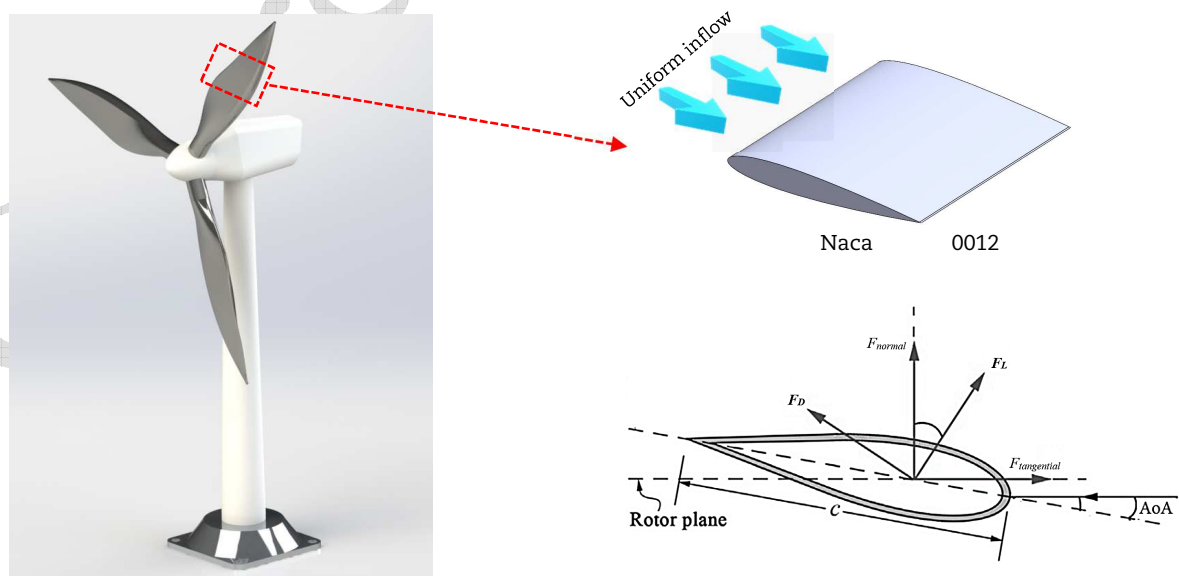 Uniform inflow
Naca 0012
F_normal
F_L
F_D
F_tangential
AoA
C
Rotor plane